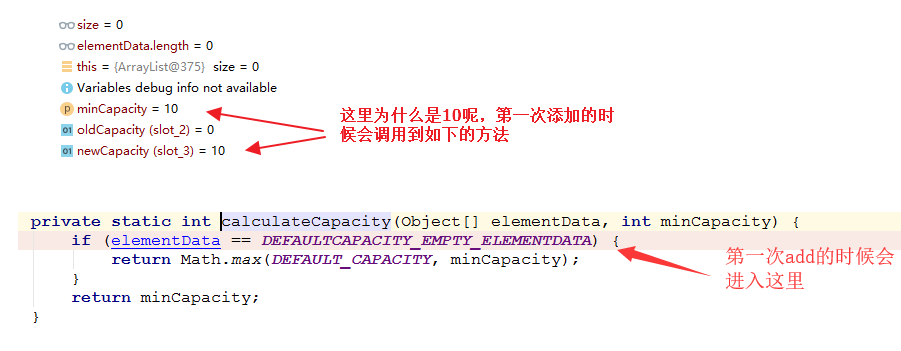 size = 0
elementData.length = 0
this = {ArrayList@375} size = 0
Variables debug info not available
p minCapacity = 10
01 oldCapacity (slot_2) = 0
01 newCapacity (slot_3) = 10
这里为什么是10呢，第一次添加的时
候会调用到如下的方法
private static int calculateCapacity(Object[] elementData, int minCapacity) {
if (elementData == DEFAULTCAPACITY_EMPTY_ELEMENTDATA) {
return Math.max(DEFAULT_CAPACITY, minCapacity);
}
return minCapacity;
}
第一次add的时候会
进入这里